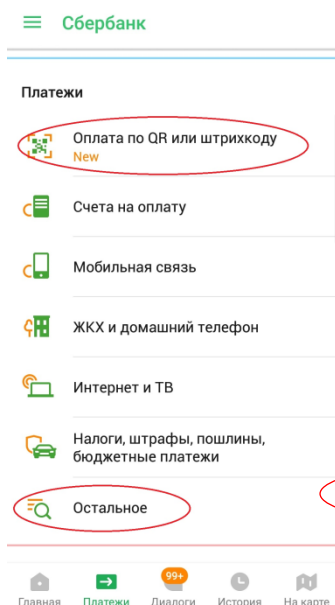 Сбербанк
Платежи
Оплата по QR или штрихкоду
New
Счета на оплату
Мобильная связь
ЖКХ и домашний телефон
Интернет и ТВ
Налоги, штрафы, пошлины,
бюджетные платежи
Остальное
99+
Главная Платежи Диалоги История На карте